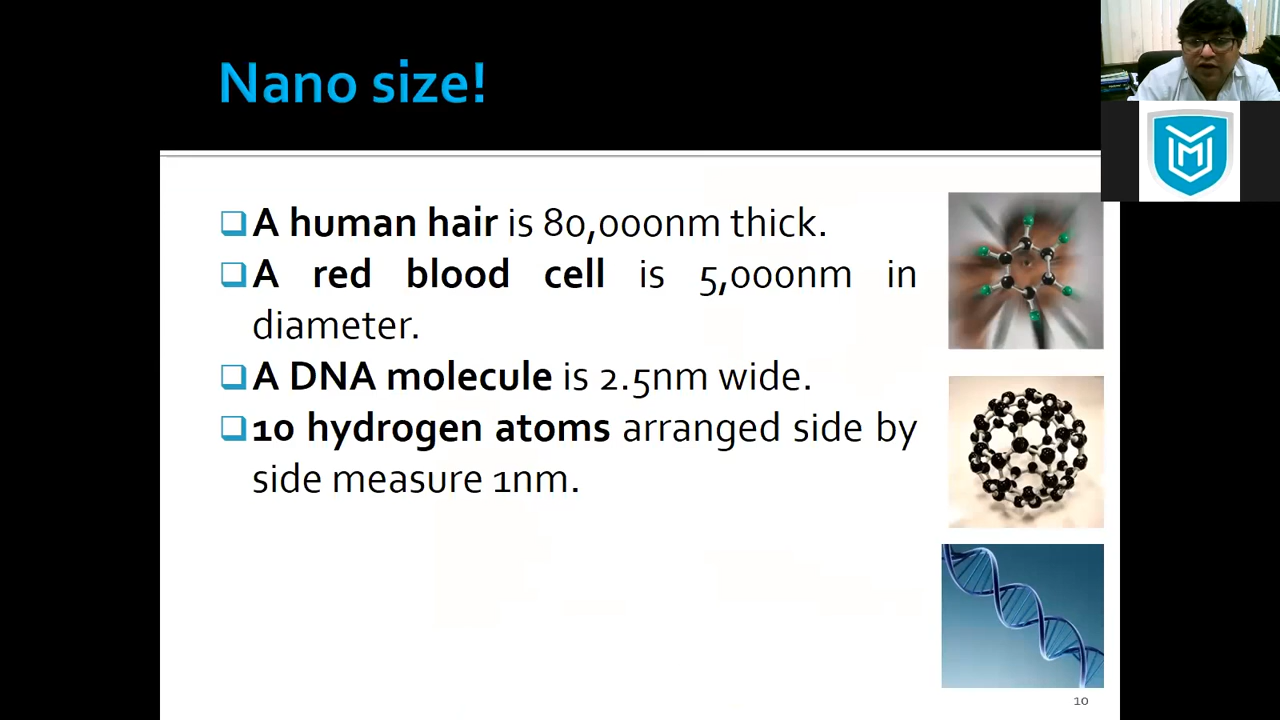 Nano size!
A human hair is 80,000nm thick.
A red blood cell is 5,000nm in
diameter.
A DNA molecule is 2.5nm wide.
10 hydrogen atoms arranged side by
side measure 1nm.
10